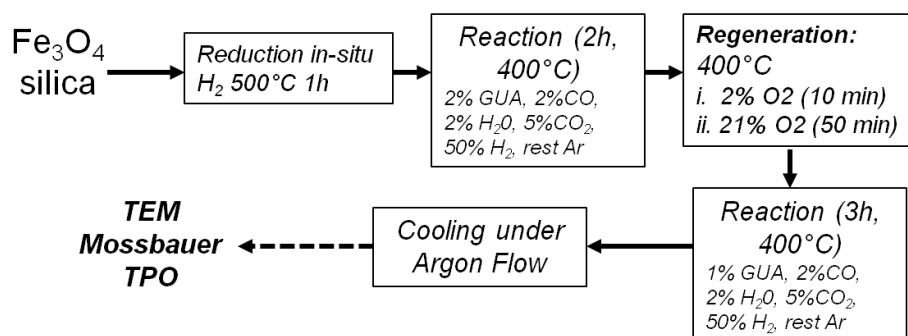 Fe3O4
silica
Reduction in-situ
H2 500°C 1h
Reaction (2h,
400°C)
2% GUA, 2%CO,
2% H20, 5%CO2,
50% H2, rest Ar
Regeneration:
400°C
i. 2% O2 (10 min)
ii. 21% O2 (50 min)
Reaction (3h,
400°C)
1% GUA, 2%CO,
2% H20, 5%CO2,
50% H2, rest Ar
Cooling under
Argon Flow
TEM
Mossbauer
TPO